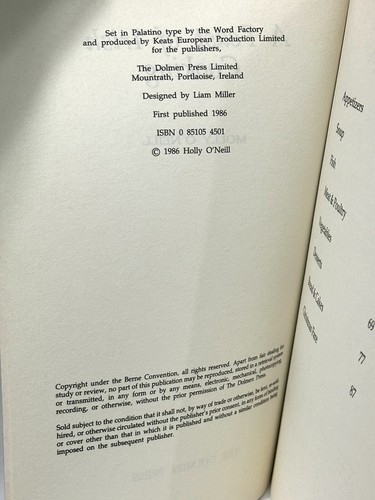 Set in Palatino type by the Word Factory
and produced by Keats European Production Limited
for the publishers,
The Dolmen Press Limited
Mountrath, Portlaoise, Ireland
Designed by Liam Miller
First published 1986
ISBN 0 85105 4501
© 1986 Holly O'Neill
Copyright under the Berne Convention, all rights reserved. Apart from fair dealing for
study or review, no part of this publication may be reproduced, stored in a retrieval system
or transmitted, in any form or by any means, electronic, mechanical, photocopying,
recording, or otherwise, without the prior permission of The Dolmen Press.
Sold subject to the condition that it shall not, by way of trade or otherwise, be lent, re-sold,
hired, or otherwise circulated without the publisher's prior consent, in any form of binding
or cover other than that in which it is published and without a similar condition being
imposed on the subsequent publisher.
Appetizers
Soup
Fish
Meat & Poultry
Vegetables
Desserts
Bread & Cakes
Christmas Fare
69
77
87